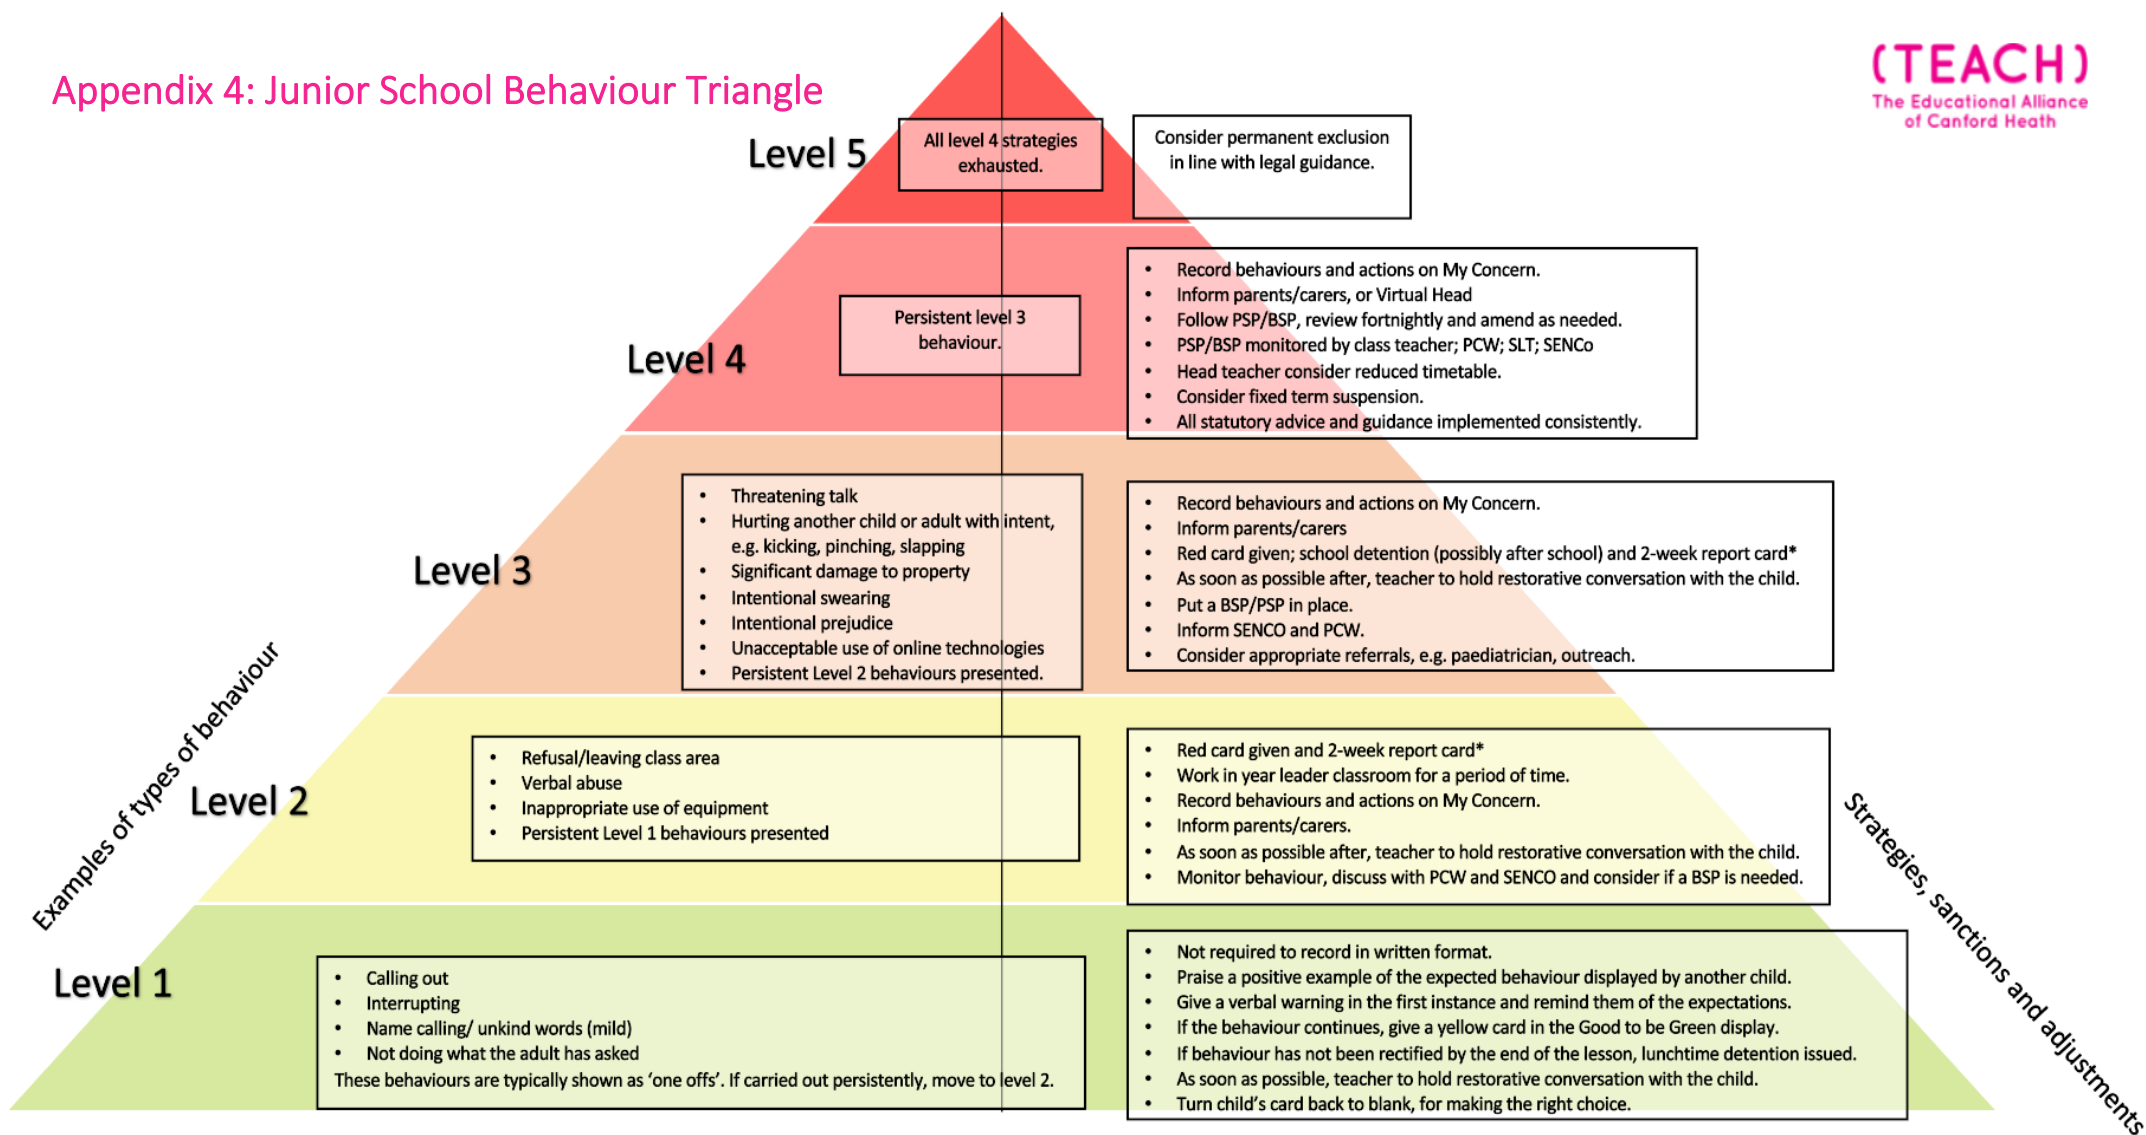 Appendix 4: Junior School Behaviour Triangle
(TEACH)
The Educational Alliance
of Canford Heath
Level 5
All level 4 strategies
exhausted.
Consider permanent exclusion
in line with legal guidance.
Level 4
Persistent level 3
behaviour.
• Record behaviours and actions on My Concern.
• Inform parents/carers, or Virtual Head
• Follow PSP/BSP, review fortnightly and amend as needed.
• PSP/BSP monitored by class teacher; PCW; SLT; SENCo
• Head teacher consider reduced timetable.
• Consider fixed term suspension.
• All statutory advice and guidance implemented consistently.
Level 3
• Threatening talk
• Hurting another child or adult with intent,
e.g. kicking, pinching, slapping
• Significant damage to property
• Intentional swearing
• Intentional prejudice
• Unacceptable use of online technologies
• Persistent Level 2 behaviours presented.
• Record behaviours and actions on My Concern.
• Inform parents/carers
• Red card given; school detention (possibly after school) and 2-week report card*
• As soon as possible after, teacher to hold restorative conversation with the child.
• Put a BSP/PSP in place.
• Inform SENCO and PCW.
• Consider appropriate referrals, e.g. paediatrician, outreach.
Examples of types of behaviour
Level 2
• Refusal/leaving class area
• Verbal abuse
• Inappropriate use of equipment
• Persistent Level 1 behaviours presented
• Red card given and 2-week report card*
• Work in year leader classroom for a period of time.
• Record behaviours and actions on My Concern.
• Inform parents/carers.
• As soon as possible after, teacher to hold restorative conversation with the child.
• Monitor behaviour, discuss with PCW and SENCO and consider if a BSP is needed.
Strategies, sanctions and adjustments
Level 1
• Calling out
• Interrupting
• Name calling/ unkind words (mild)
• Not doing what the adult has asked
These behaviours are typically shown as ‘one offs’. If carried out persistently, move to level 2.
• Not required to record in written format.
• Praise a positive example of the expected behaviour displayed by another child.
• Give a verbal warning in the first instance and remind them of the expectations.
• If the behaviour continues, give a yellow card in the Good to be Green display.
• If behaviour has not been rectified by the end of the lesson, lunchtime detention issued.
• As soon as possible, teacher to hold restorative conversation with the child.
• Turn child’s card back to blank, for making the right choice.